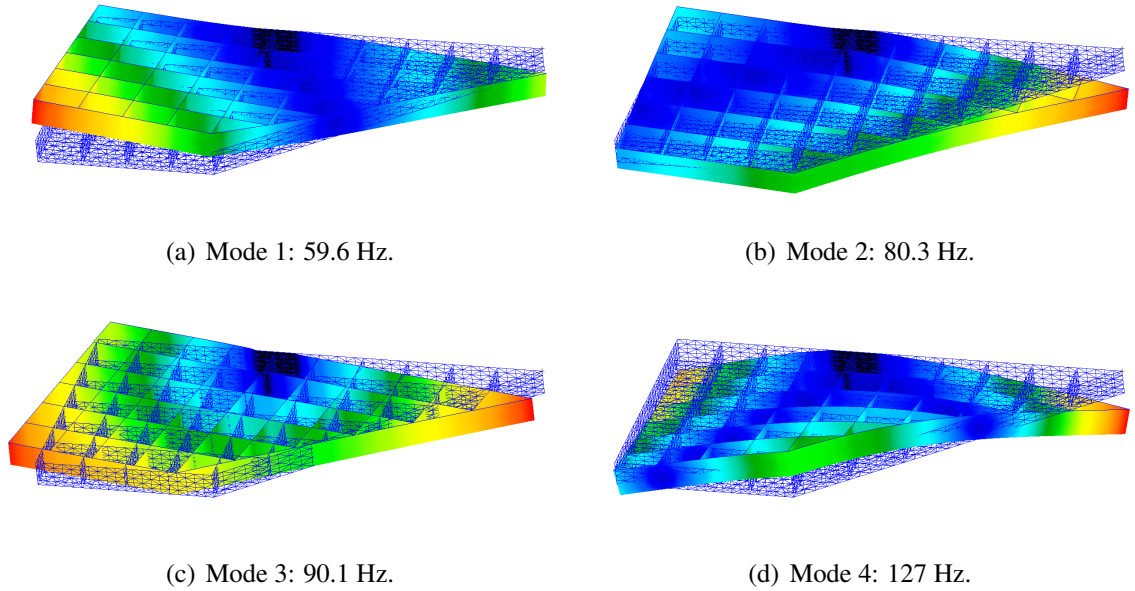 (a) Mode 1: 59.6 Hz.
(b) Mode 2: 80.3 Hz.
(c) Mode 3: 90.1 Hz.
(d) Mode 4: 127 Hz.